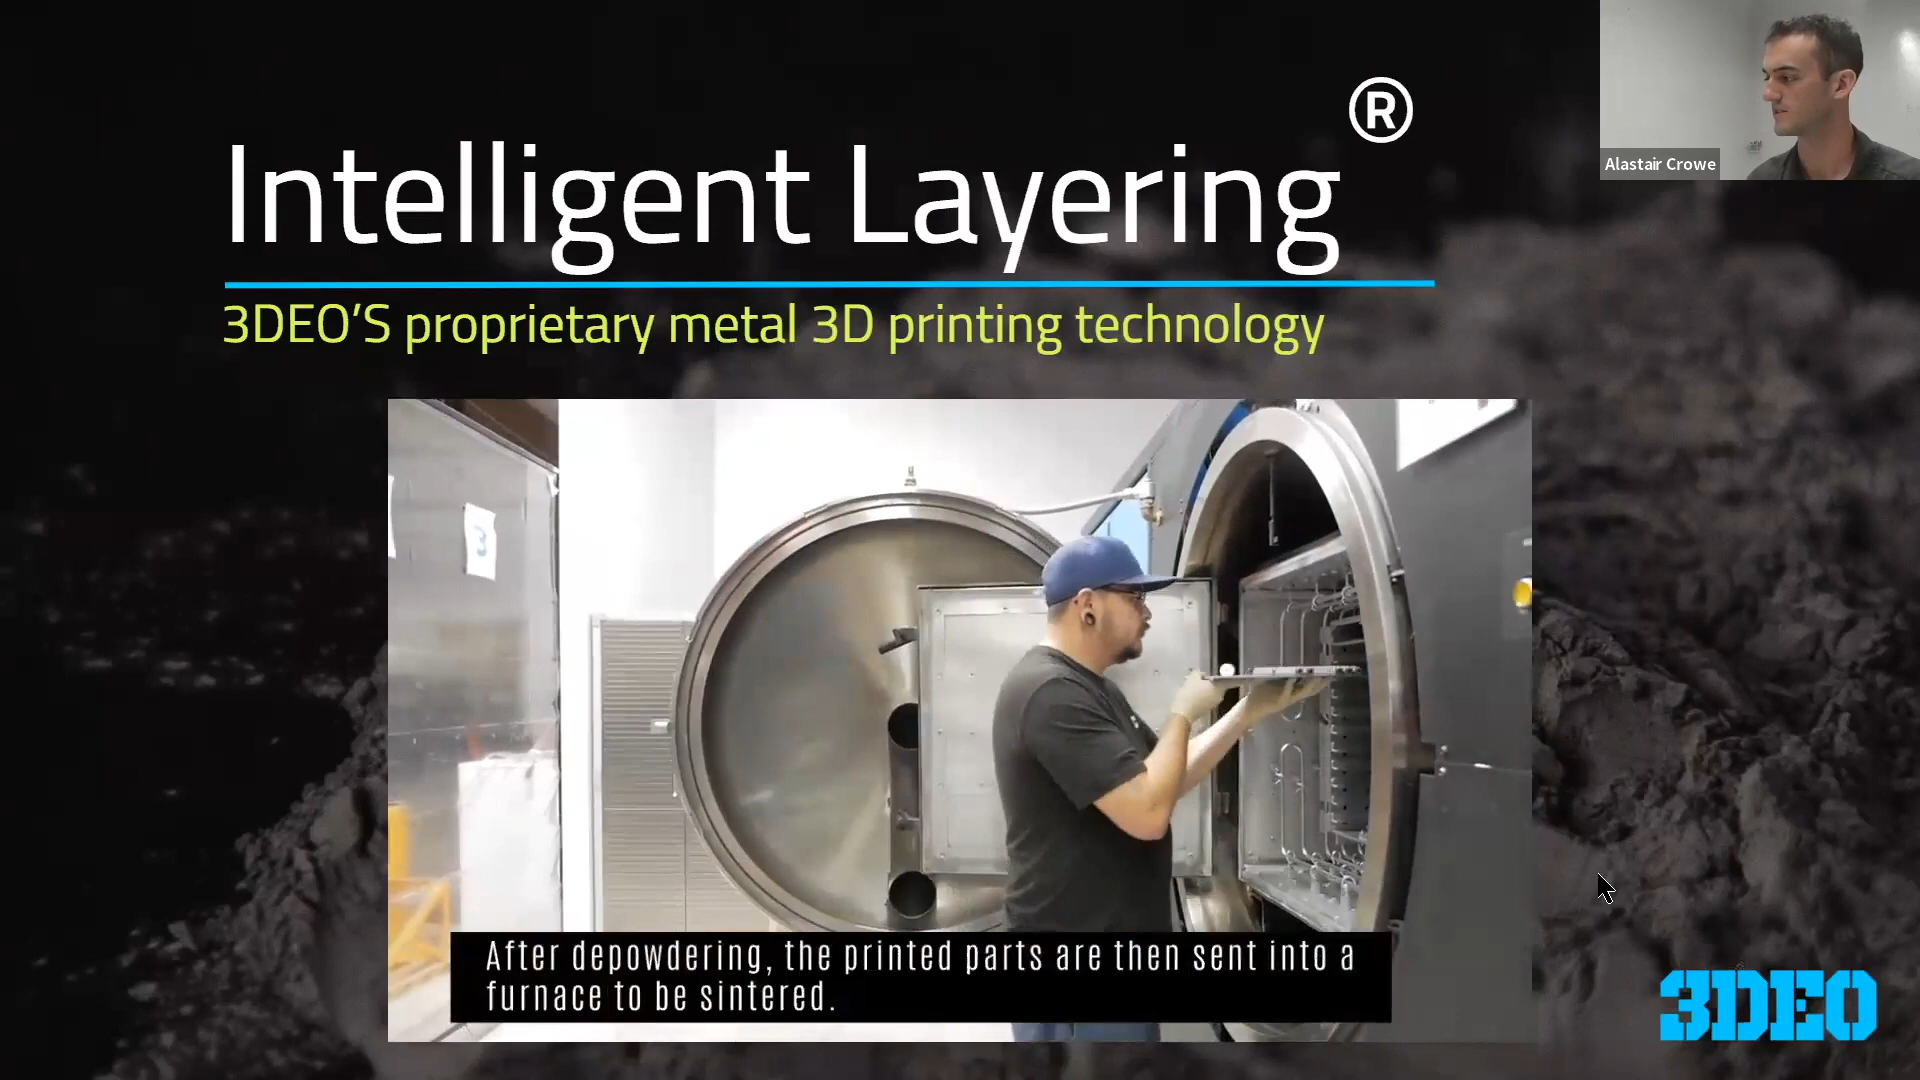 Intelligent Layering®
3DEO'S proprietary metal 3D printing technology
Alastair Crowe
3
After depowdering, the printed parts are then sent into a
furnace to be sintered.
3DEO